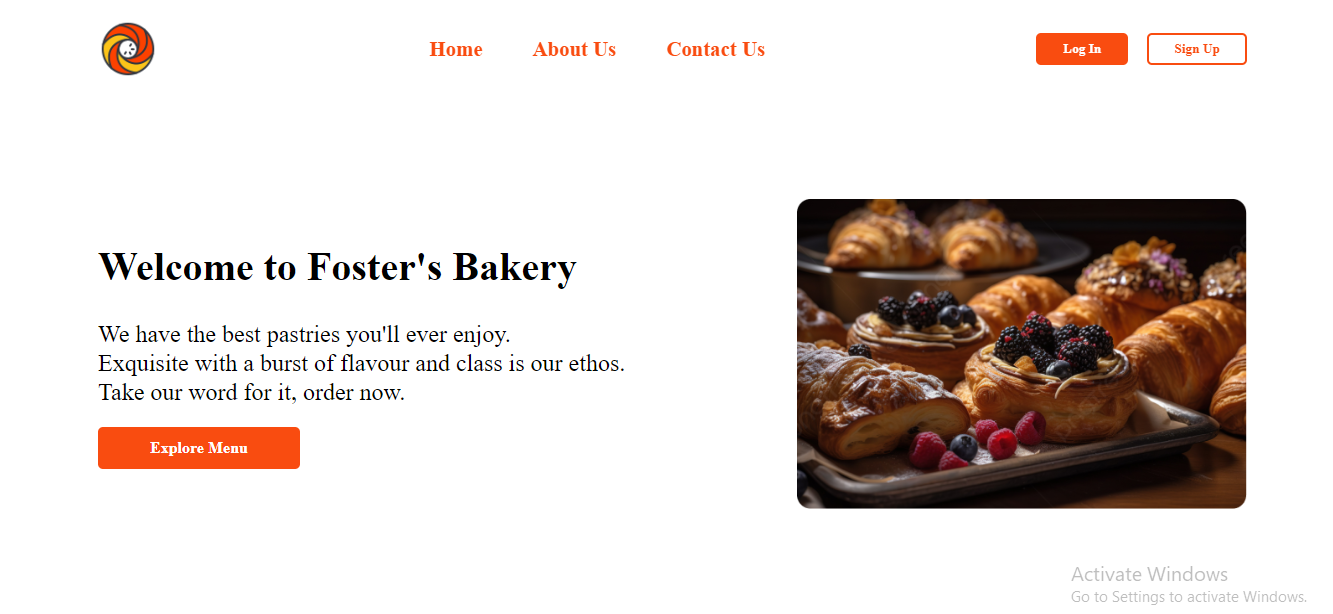 Home
About Us
Contact Us
Log In
Sign Up
Welcome to Foster's Bakery
We have the best pastries you'll ever enjoy.
Exquisite with a burst of flavour and class is our ethos.
Take our word for it, order now.
Explore Menu
Activate Windows
Go to Settings to activate Windows.